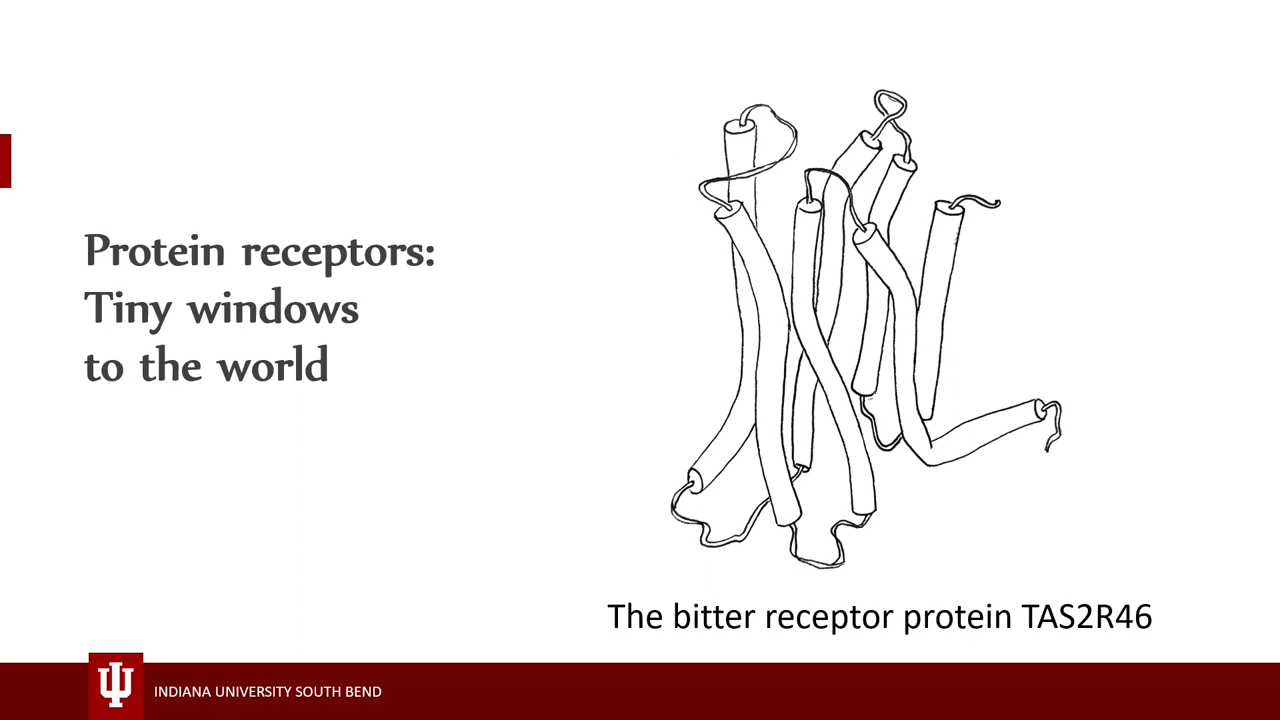 Protein receptors:
Tiny windows
to the world
The bitter receptor protein TAS2R46
INDIANA UNIVERSITY SOUTH BEND